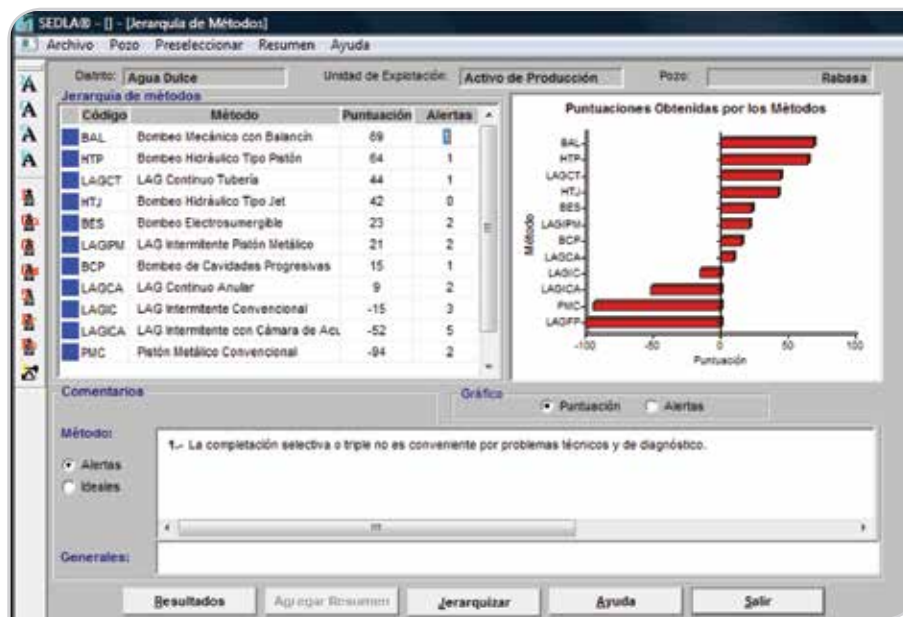 SEDLA® - [] - [Jerarquía de Métodos]
Archivo Pozo Preseleccionar Resumen Ayuda
Distrito: Agua Dulce Unidad de Explotación: Activo de Producción Pozo: Rabasa
Jerarquía de métodos
Código Método Puntuación Alertas
BAL Bombeo Mecánico con Balancín 69 1
HTP Bombeo Hidráulico Tipo Pistón 64 1
LAGCT LAG Continuo Tubería 44 1
HTJ Bombeo Hidráulico Tipo Jet 42 0
BES Bombeo Electrosumergible 23 2
LAGIPM LAG Intermitente Pistón Metálico 21 2
BCP Bombeo de Cavidades Progresivas 15 1
LAGCA LAG Continuo Anular 9 2
LAGIC LAG Intermitente Convencional -15 3
LAGICA LAG Intermitente con Cámara de Acu -52 5
PMC Pistón Metálico Convencional -94 2
Puntuaciones Obtenidas por los Métodos
Método
BAL
HTP
LAGCT
HTJ
BES
LAGIPM
BCP
LAGCA
LAGIC
LAGICA
PMC
LAGFP
-100 -50 0 50 100
Puntuación
Comentarios
Gráfico
Puntuación Alertas
Método:
Alertas
Ideales
1.- La completación selectiva o triple no es conveniente por problemas técnicos y de diagnóstico.
Generales:
Resultados Agregar Resumen Jerarquizar Ayuda Salir